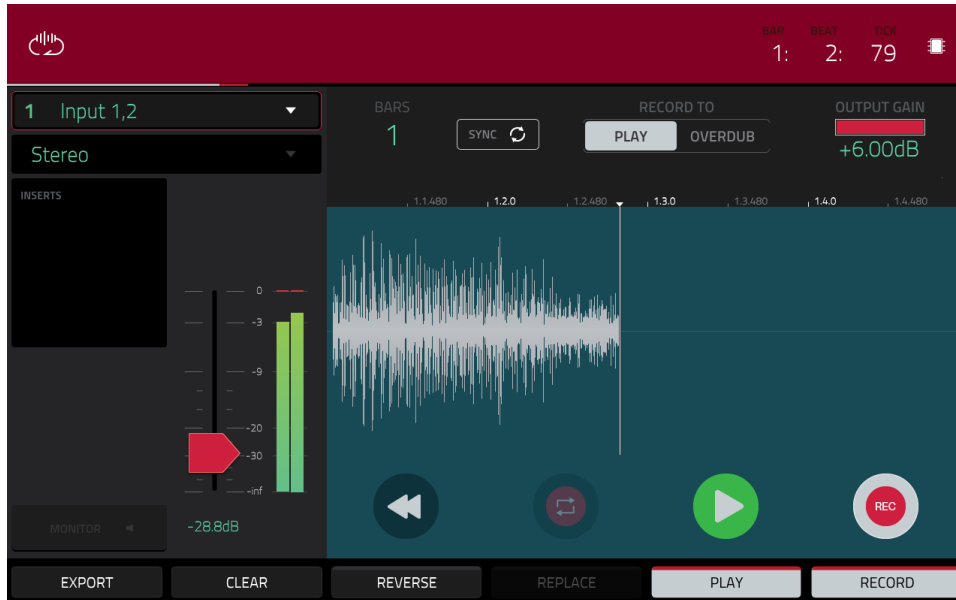 BAR BEAT TICK
1: 2: 79
1 Input 1,2
Stereo
INSERTS
0
-3
-9
-20
-30
-inf
MONITOR
-28.8dB
BARS
1
SYNC
RECORD TO
PLAY OVERDUB
OUTPUT GAIN
+6.00dB
1.1.480 1.2.0 1.2.480 1.3.0 1.3.480 1.4.0 1.4.480
REC
EXPORT CLEAR REVERSE REPLACE PLAY RECORD